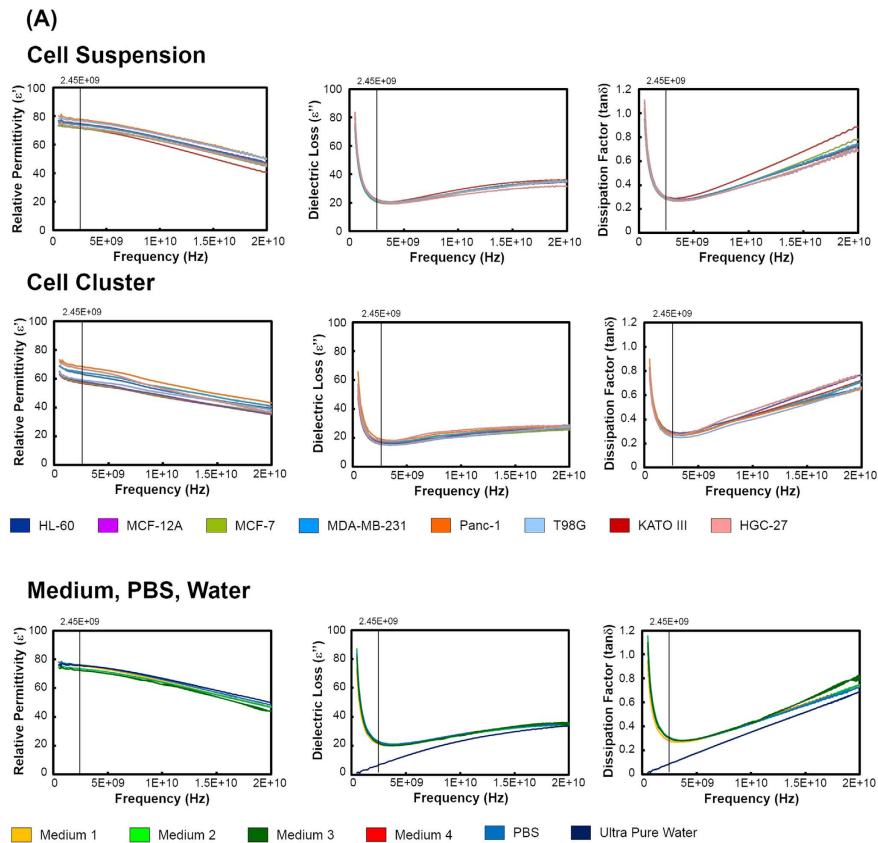 (A)
Cell Suspension
2.45E+09 2.45E+09 2.45E+09
Relative Permittivity (ε')
100
80
60
40
20
0
0 5E+09 1E+10 1.5E+10 2E+10
Frequency (Hz)
Dielectric Loss (ε'')
100
80
60
40
20
0
0 5E+09 1E+10 1.5E+10 2E+10
Frequency (Hz)
Dissipation Factor (tanδ)
1.2
1.0
0.8
0.6
0.4
0.2
0
0 5E+09 1E+10 1.5E+10 2E+10
Frequency (Hz)
Cell Cluster
2.45E+09 2.45E+09 2.45E+09
Relative Permittivity (ε')
100
80
60
40
20
0
0 5E+09 1E+10 1.5E+10 2E+10
Frequency (Hz)
Dielectric Loss (ε'')
100
80
60
40
20
0
0 5E+09 1E+10 1.5E+10 2E+10
Frequency (Hz)
Dissipation Factor (tanδ)
1.2
1.0
0.8
0.6
0.4
0.2
0
0 5E+09 1E+10 1.5E+10 2E+10
Frequency (Hz)
HL-60 MCF-12A MCF-7 MDA-MB-231 Panc-1 T98G KATO III HGC-27
Medium, PBS, Water
2.45E+09 2.45E+09 2.45E+09
Relative Permittivity (ε')
100
80
60
40
20
0
0 5E+09 1E+10 1.5E+10 2E+10
Frequency (Hz)
Dielectric Loss (ε'')
100
80
60
40
20
0
0 5E+09 1E+10 1.5E+10 2E+10
Frequency (Hz)
Dissipation Factor (tanδ)
1.2
1.0
0.8
0.6
0.4
0.2
0
0 5E+09 1E+10 1.5E+10 2E+10
Frequency (Hz)
Medium 1 Medium 2 Medium 3 Medium 4 PBS Ultra Pure Water